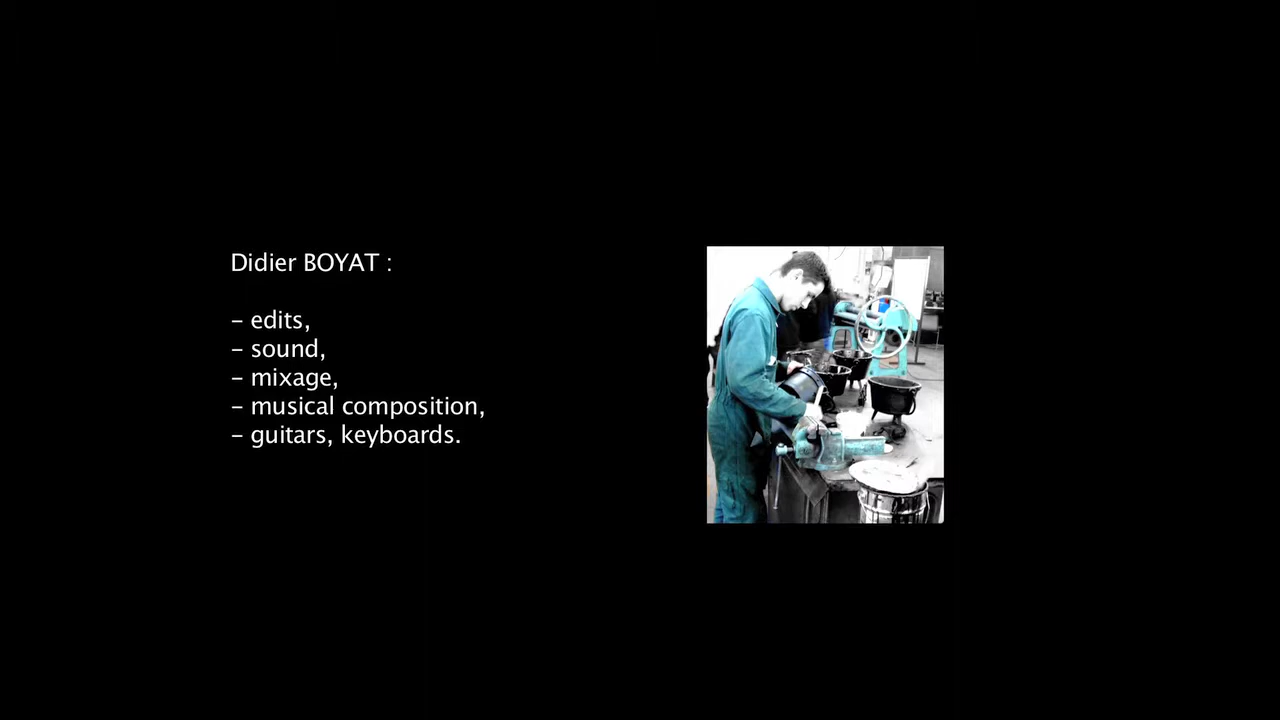 Didier BOYAT :
- edits,
- sound,
- mixage,
- musical composition,
- guitars, keyboards.